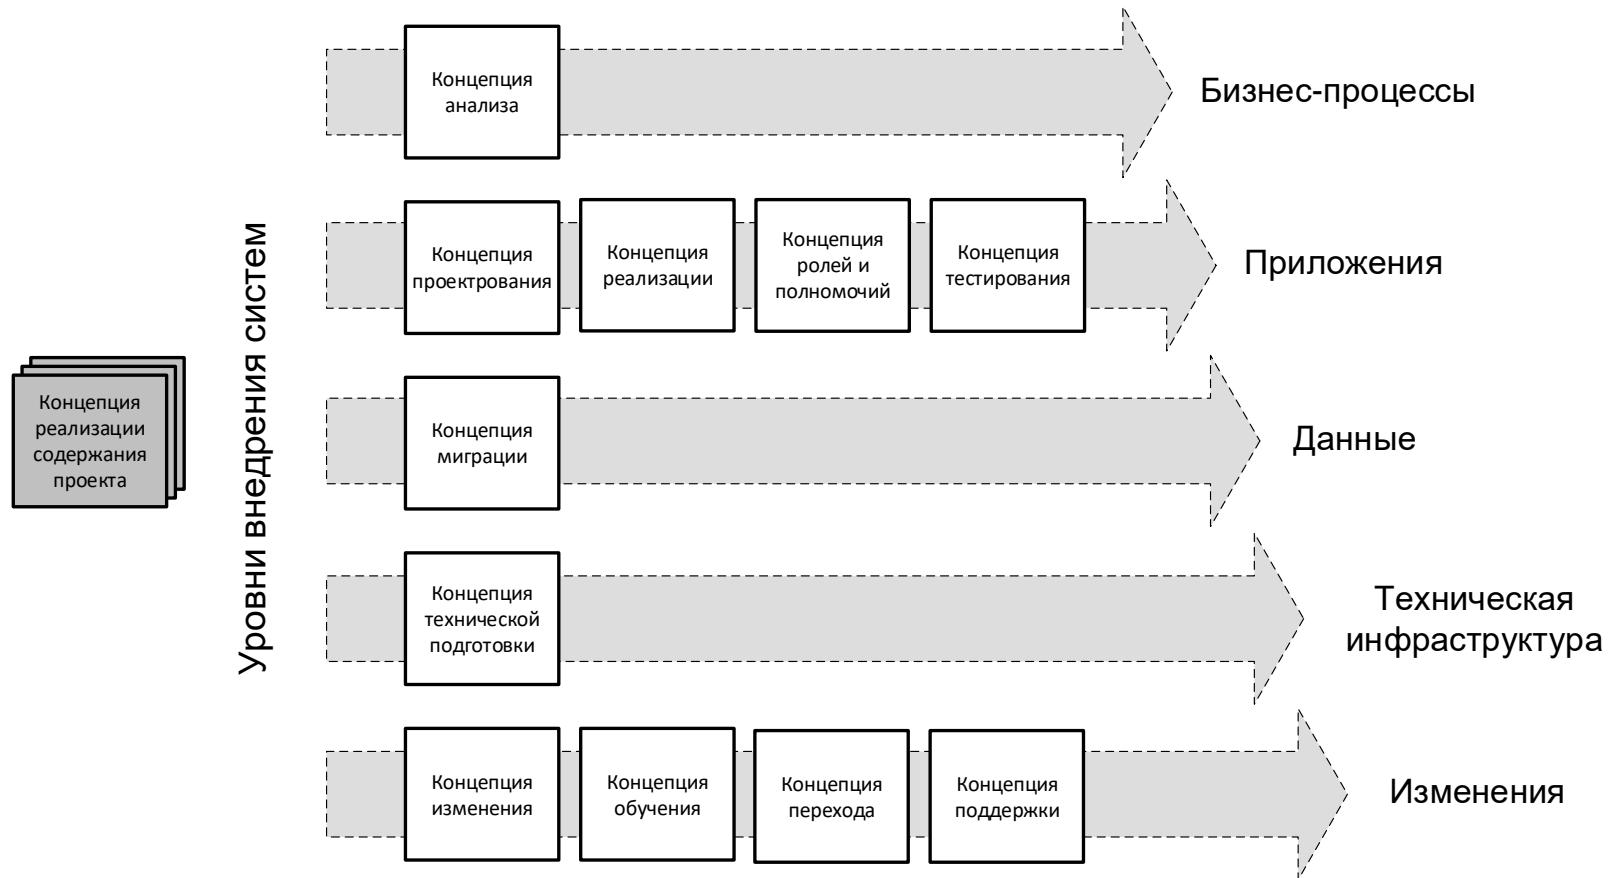 Концепция
реализации
содержания
проекта
Уровни внедрения систем
Концепция
анализа
Бизнес-процессы
Концепция
проектрования
Концепция
реализации
Концепция
ролей и
полномочий
Концепция
тестирования
Приложения
Концепция
миграции
Данные
Концепция
технической
подготовки
Техническая
инфраструктура
Концепция
изменения
Концепция
обучения
Концепция
перехода
Концепция
поддержки
Изменения